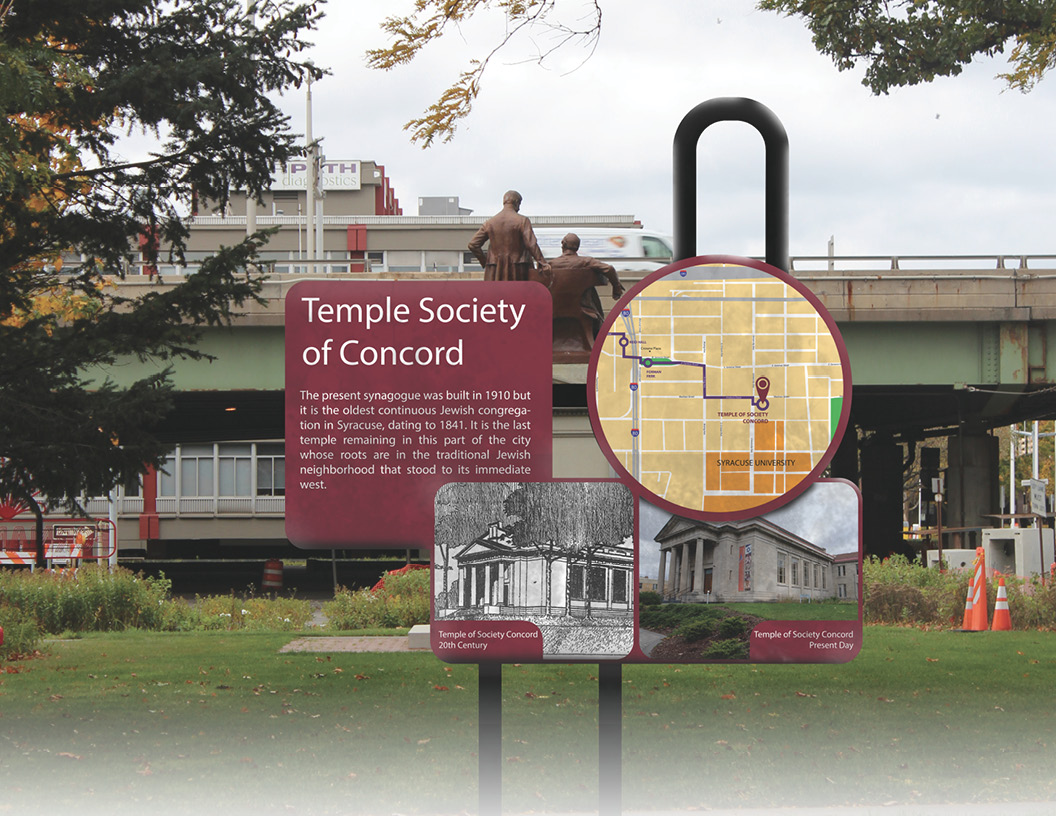 diagnostics
Temple Society
of Concord
The present synagogue was built in 1910 but
it is the oldest continuous Jewish congrega-
tion in Syracuse, dating to 1841. It is the last
temple remaining in this part of the city
whose roots are in the traditional Jewish
neighborhood that stood to its immediate
west.
FORMAN
PARK
TEMPLE OF SOCIETY
CONCORD
SYRACUSE UNIVERSITY
Temple of Society Concord
20th Century
Temple of Society Concord
Present Day